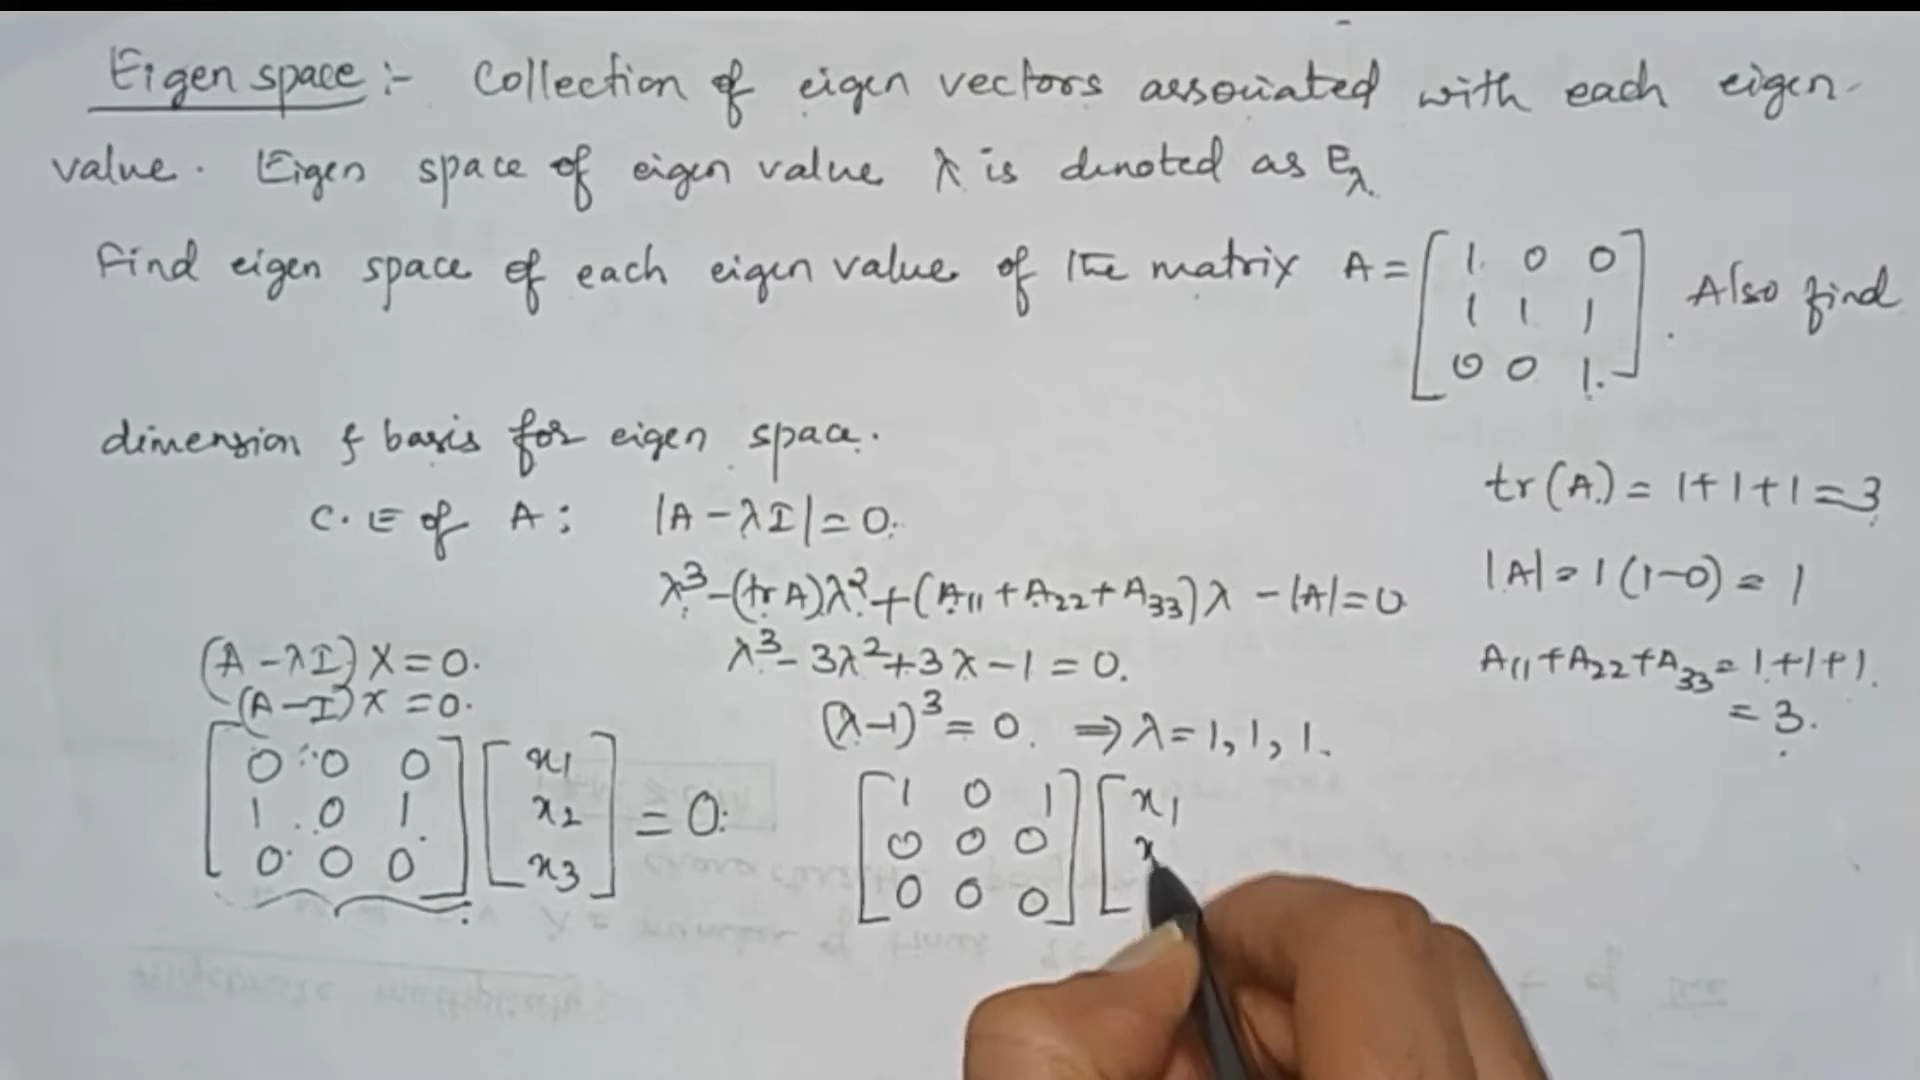 Eigen space :- Collection of eigen vectors associated with each eigen
value. Eigen space of eigen value λ is denoted as Eλ.
Find eigen space of each eigen value of the matrix A = [1 0 0; 1 1 1; 0 0 1]. Also find
dimension & basis for eigen space.
C.E of A : |A - λI| = 0.
λ³ - (tr A)λ² + (A₁₁ + A₂₂ + A₃₃)λ - |A| = 0
λ³ - 3λ² + 3λ - 1 = 0.
(λ-1)³ = 0. ⇒ λ = 1, 1, 1.
tr(A) = 1+1+1 = 3
|A| = 1(1-0) = 1
A₁₁ + A₂₂ + A₃₃ = 1+1+1.
= 3.
(A - λI) X = 0.
(A - I) X = 0.
[0 0 0; 1 0 1; 0 0 0] [x₁; x₂; x₃] = 0.
[1 0 1; 0 0 0; 0 0 0] [x₁; x